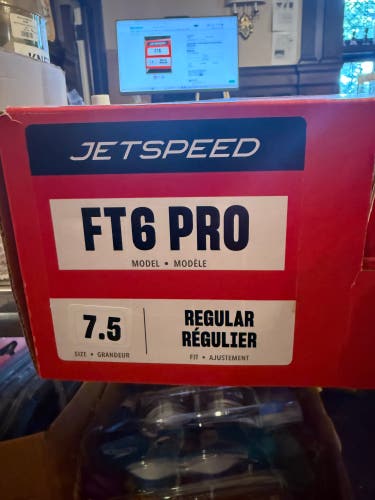 JETSPEED
FT6 PRO
MODEL • MODÈLE
7.5
SIZE • GRANDEUR
REGULAR
RÉGULIER
FIT • AJUSTEMENT